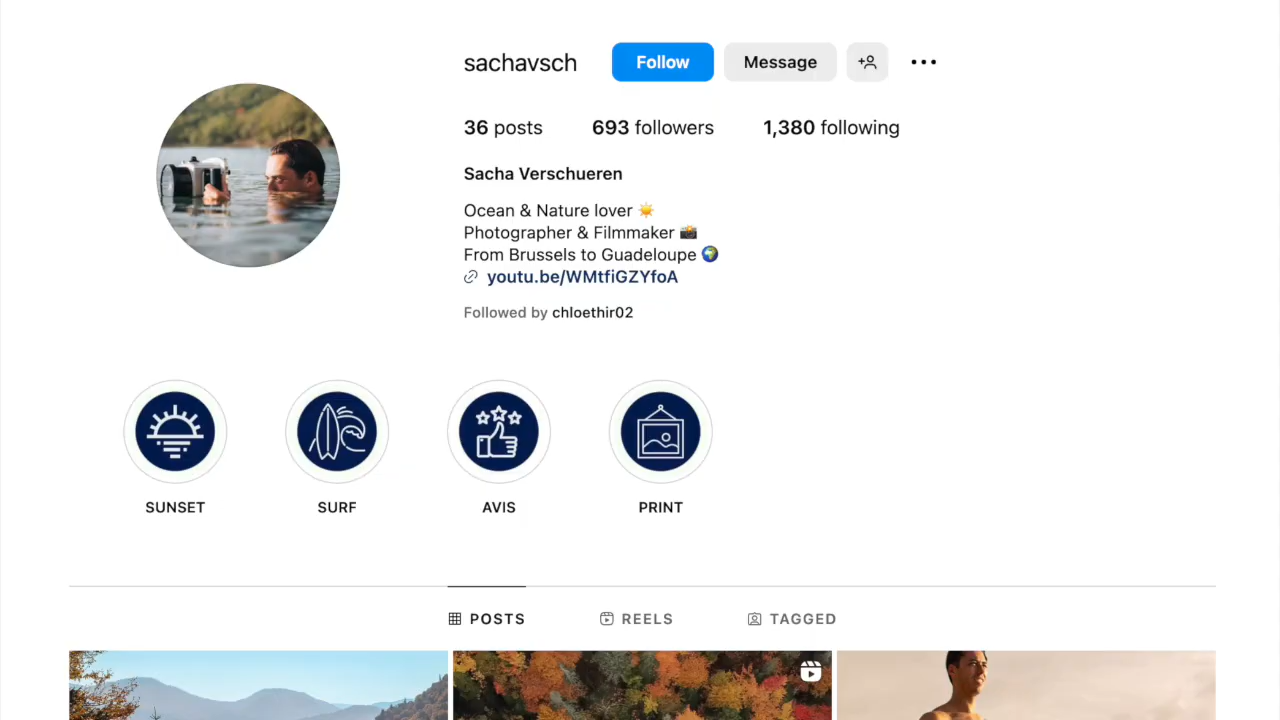 sachavsch Follow Message
36 posts 693 followers 1,380 following
Sacha Verschueren
Ocean & Nature lover ☀️
Photographer & Filmmaker 📸
From Brussels to Guadeloupe 🌍
youtu.be/WMtfiGZYfoA
Followed by chloethir02
SUNSET SURF AVIS PRINT
POSTS REELS TAGGED